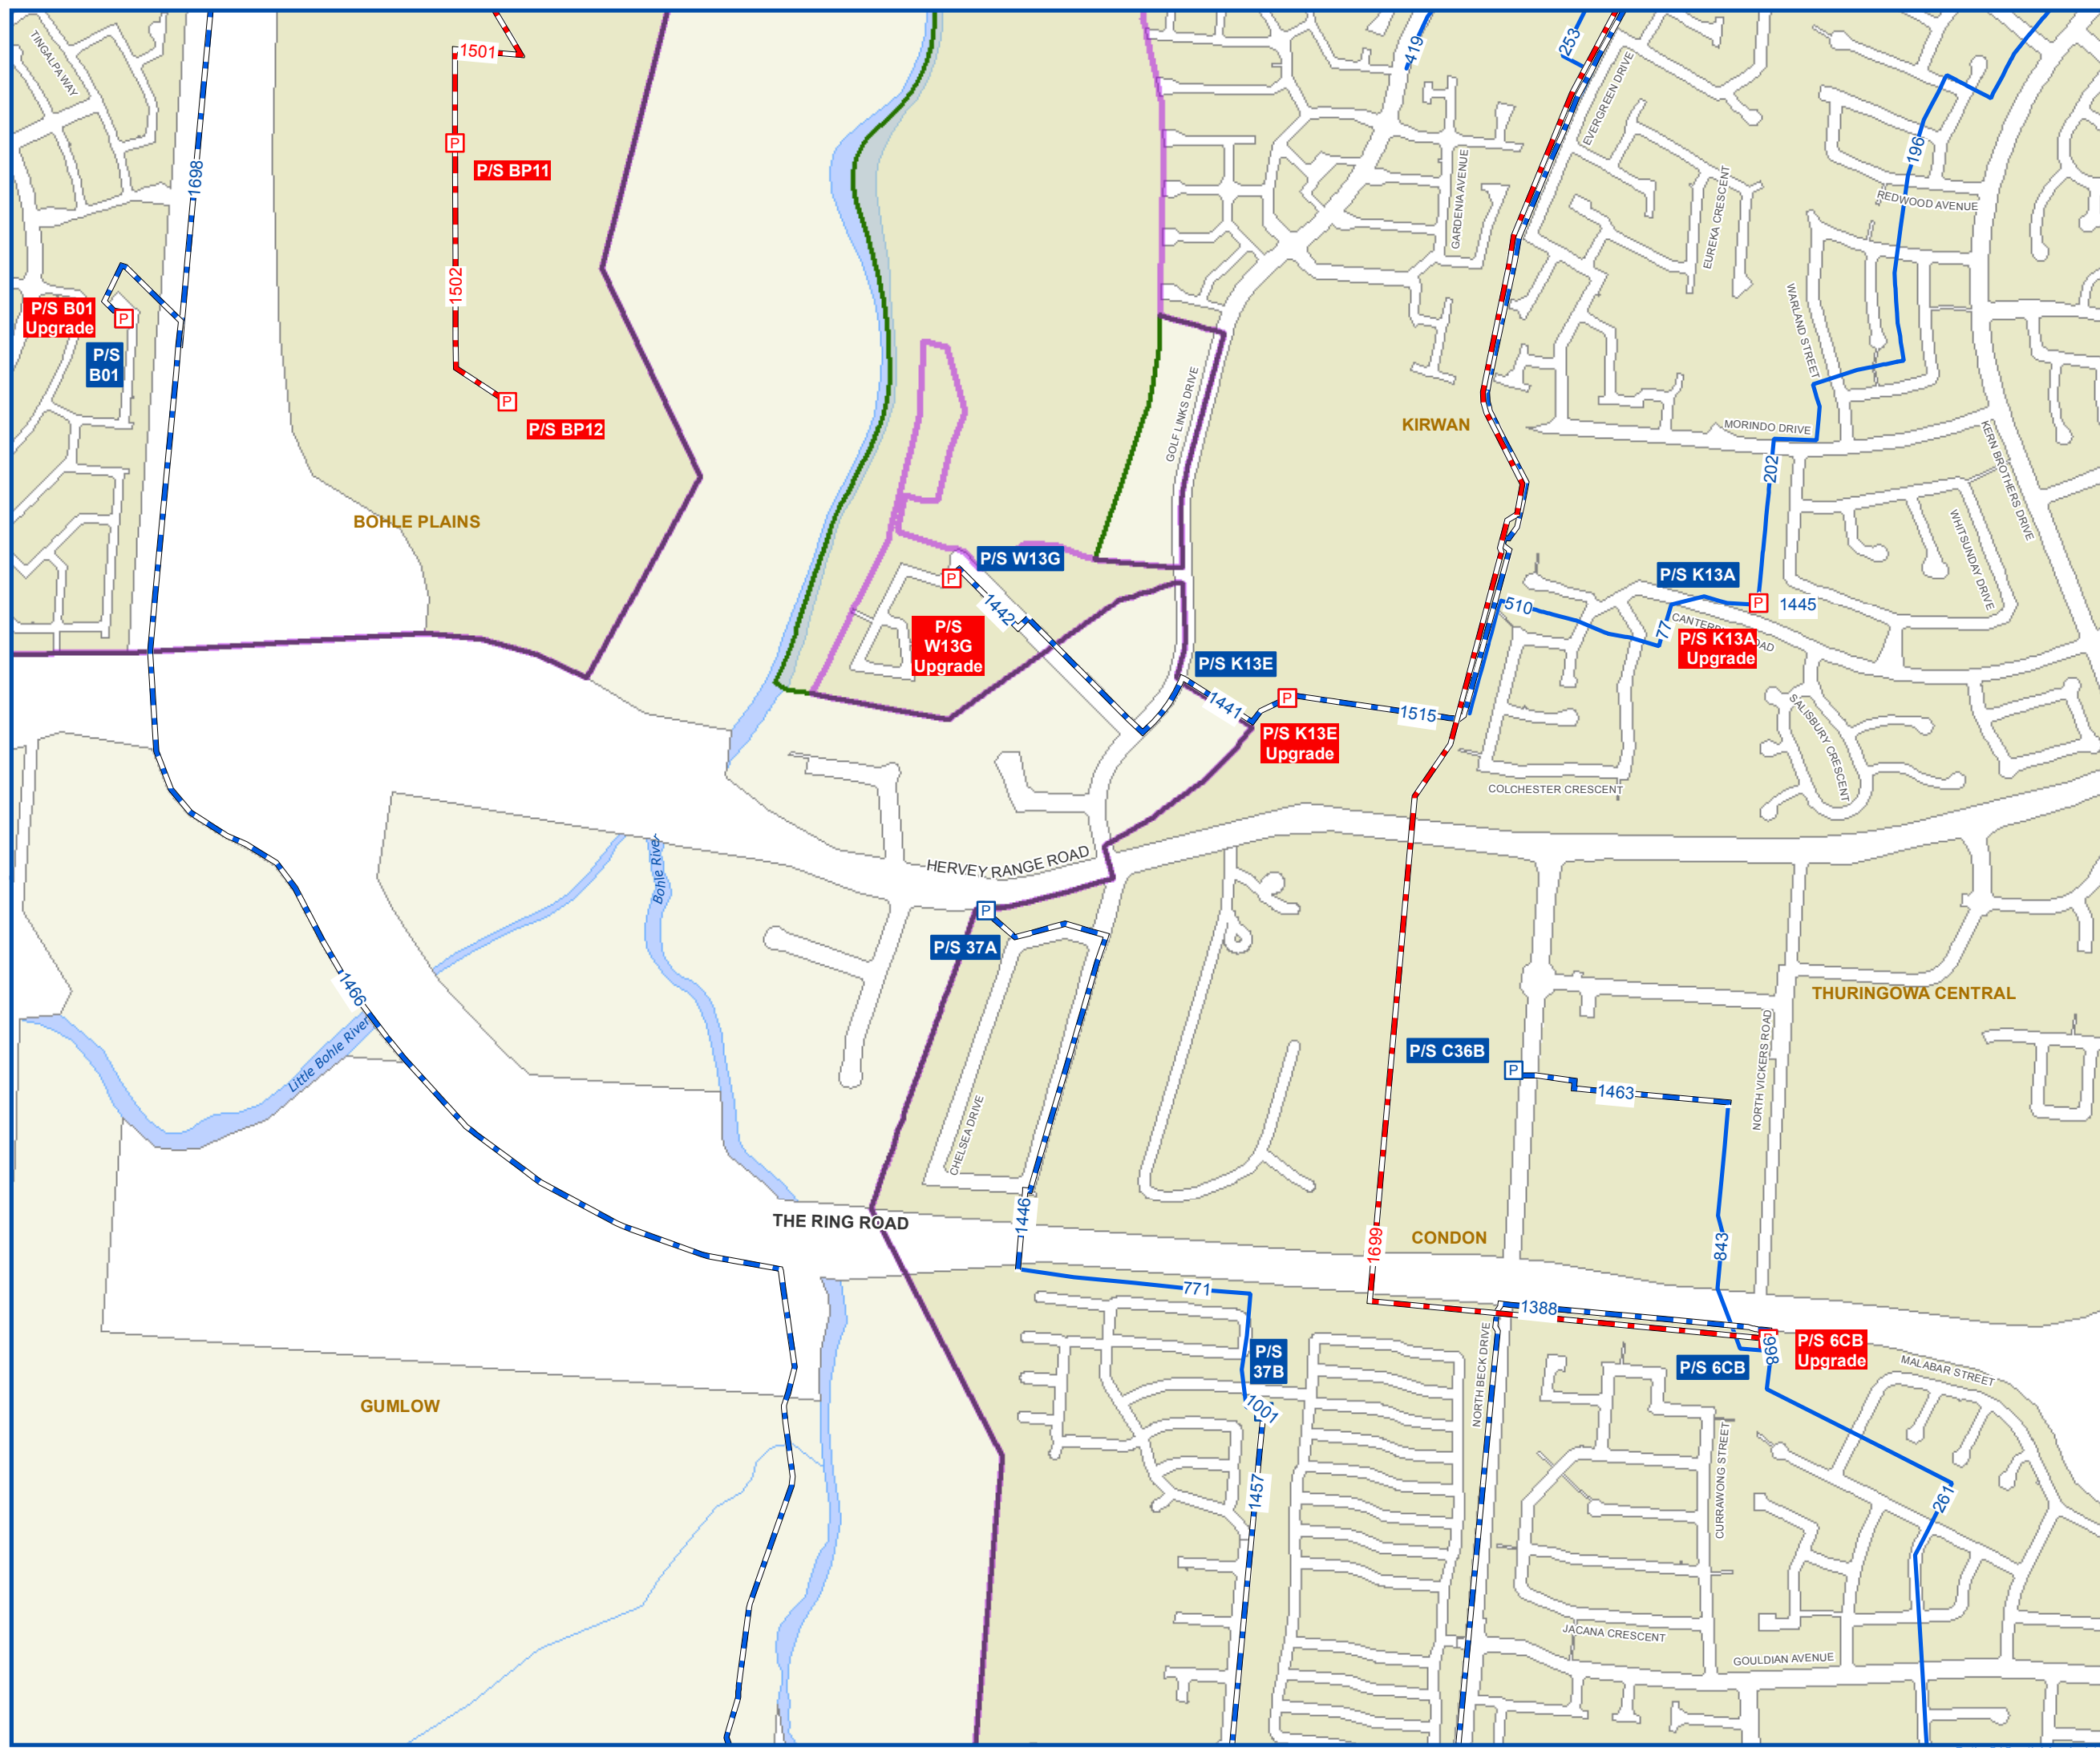 TINGALPA WAY
1501
419
253
EVERGREEN DRIVE
P/S BP11
1698
196
GARDENIA AVENUE
EUREKA CRESCENT
REDWOOD AVENUE
1502
P/S B01
Upgrade
P/S
B01
WARLAND STREET
GOLF LINKS DRIVE
P/S BP12
KIRWAN
MORINDO DRIVE
KERN BROTHERS DRIVE
202
BOHLE PLAINS
WHITSUNDAY DRIVE
P/S W13G
P/S K13A
1442
510
77
1445
P/S
W13G
Upgrade
P/S K13A
Upgrade
P/S K13E
1441
1515
P/S K13E
Upgrade
SALISBURY CRESCENT
COLCHESTER CRESCENT
HERVEY RANGE ROAD
Bohle River
P/S 37A
1466
THURINGOWA CENTRAL
Little Bohle River
P/S C36B
1463
NORTH VICKERS ROAD
CHELSEA DRIVE
THE RING ROAD
1446
1699
CONDON
843
771
1388
P/S
37B
NORTH BECK DRIVE
P/S 6CB
998
P/S 6CB
Upgrade
MALABAR STREET
GUMLOW
1001
1457
CURRAWONG STREET
261
JACANA CRESCENT
GOULDIAN AVENUE
P
P
P
P
P
P
P
P